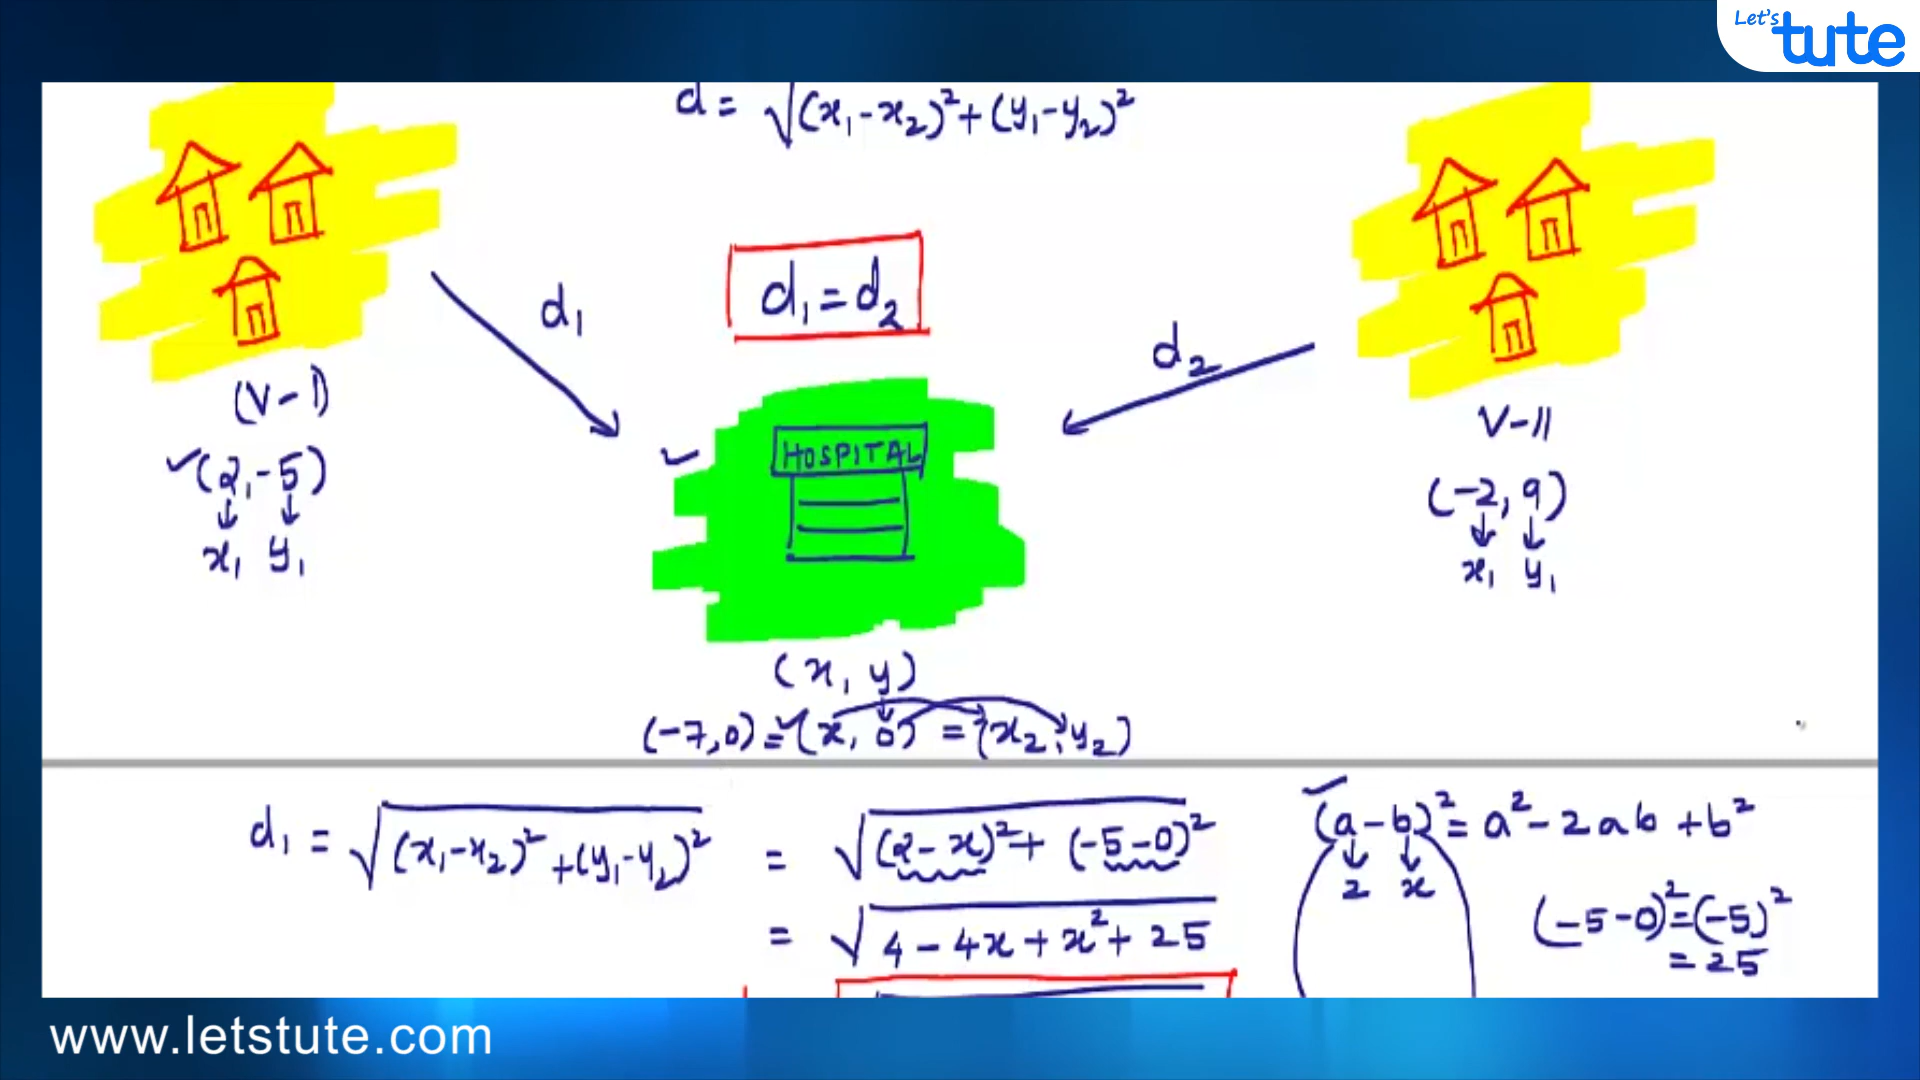 Let's tute
d = √(x₁-x₂)²+(y₁-y₂)²
d₁ = d₂
d₁
d₂
(V-I)
(2,-5)
x₁ y₁
HOSPITAL
V-II
(-2, 9)
x₁ y₁
(x, y)
(-7,0) = (x, 0) = (x₂, y₂)
d₁ = √(x₁-x₂)²+(y₁-y₂)² = √(2-x)²+(-5-0)²
= √4-4x+x²+25
(a-b)² = a²-2ab+b²
2 x
(-5-0)²=(-5)²
= 25
www.letstute.com